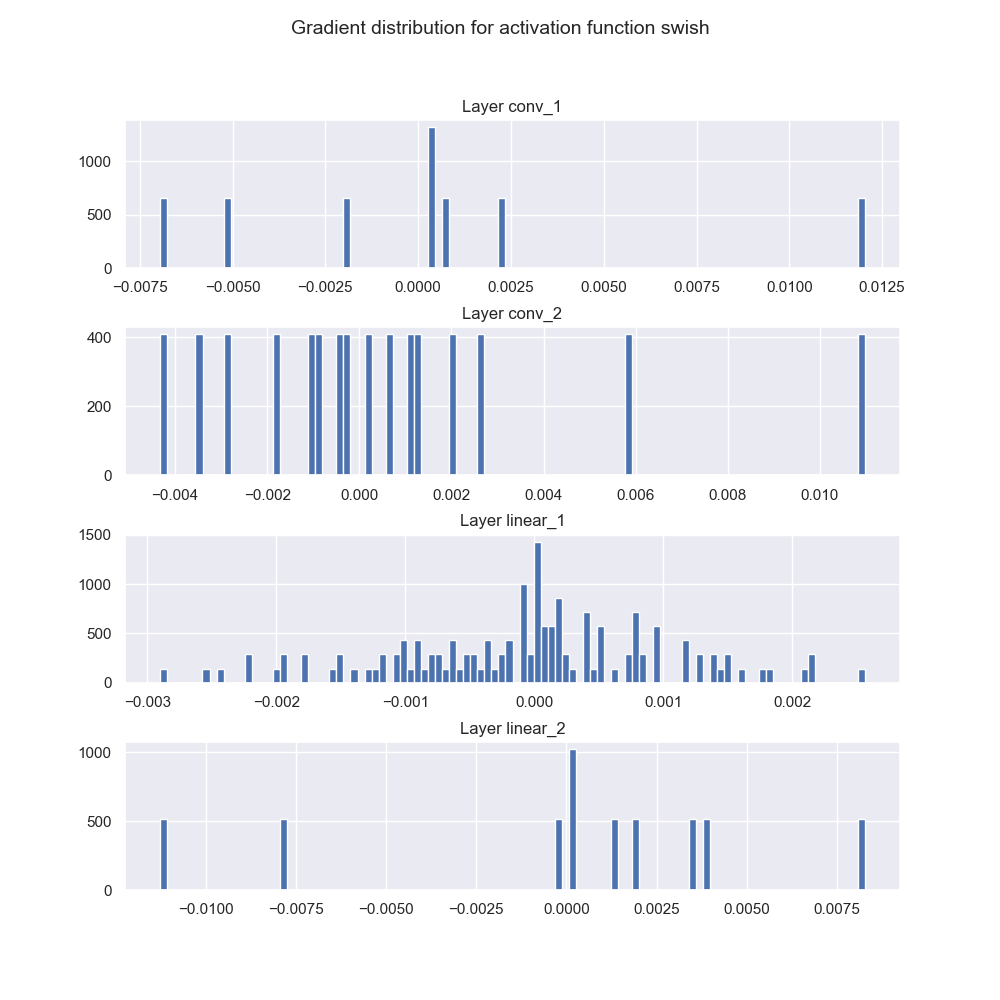 Gradient distribution for activation function swish
Layer conv_1
1000
500
0
−0.0075 −0.0050 −0.0025 0.0000 0.0025 0.0050 0.0075 0.0100 0.0125
Layer conv_2
400
200
0
−0.004 −0.002 0.000 0.002 0.004 0.006 0.008 0.010
Layer linear_1
1500
1000
500
0
−0.003 −0.002 −0.001 0.000 0.001 0.002
Layer linear_2
1000
500
0
−0.0100 −0.0075 −0.0050 −0.0025 0.0000 0.0025 0.0050 0.0075